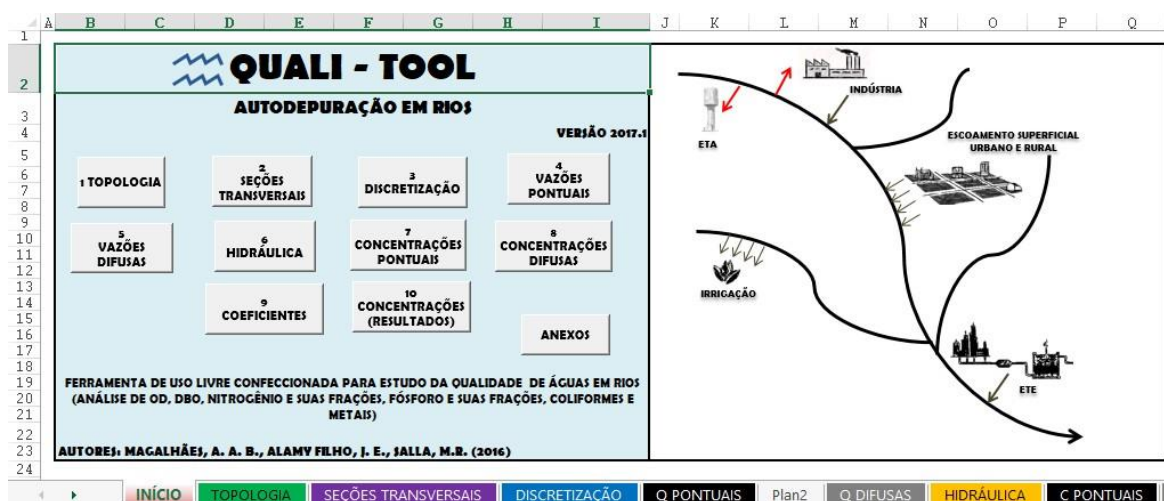 A B C D E F G H I J K L M N O P Q
1
2
3
4
5
6
7
8
9
10
11
12
13
14
15
16
17
18
19
20
21
22
23
24
QUALI - TOOL
AUTODEPURAÇÃO EM RIOS
VERSÃO 2017.1
1 TOPOLOGIA
2
SEÇÕES
TRANSVERSAIS
3
DISCRETIZAÇÃO
4
VAZÕES
PONTUAIS
5
VAZÕES
DIFUSAS
6
HIDRÁULICA
7
CONCENTRAÇÕES
PONTUAIS
8
CONCENTRAÇÕES
DIFUSAS
9
COEFICIENTES
10
CONCENTRAÇÕES
(RESULTADOS)
ANEXOS
FERRAMENTA DE USO LIVRE CONFECCIONADA PARA ESTUDO DA QUALIDADE DE ÁGUAS EM RIOS
(ANÁLISE DE OD, DBO, NITROGÊNIO E SUAS FRAÇÕES, FÓSFORO E SUAS FRAÇÕES, COLIFORMES E
METAIS)
AUTORES: MAGALHÃES, A. A. B., ALAMY FILHO, J. E., SALLA, M.R. (2016)
INDÚSTRIA
ETA
ESCOAMENTO SUPERFICIAL
URBANO E RURAL
IRRIGAÇÃO
ETE
INÍCIO TOPOLOGIA SEÇÕES TRANSVERSAIS DISCRETIZAÇÃO Q PONTUAIS Plan2 Q DIFUSAS HIDRÁULICA C PONTUAIS